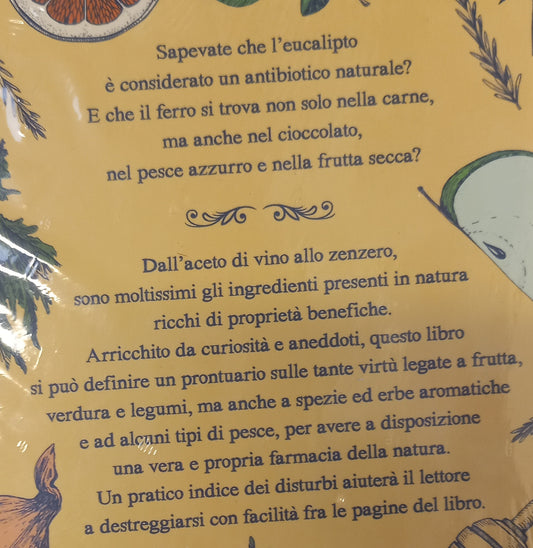 Sapevate che l'eucalipto
è considerato un antibiotico naturale?
E che il ferro si trova non solo nella carne,
ma anche nel cioccolato,
nel pesce azzurro e nella frutta secca?
Dall'aceto di vino allo zenzero,
sono moltissimi gli ingredienti presenti in natura
ricchi di proprietà benefiche.
Arricchito da curiosità e aneddoti, questo libro
si può definire un prontuario sulle tante virtù legate a frutta,
verdura e legumi, ma anche a spezie ed erbe aromatiche
e ad alcuni tipi di pesce, per avere a disposizione
una vera e propria farmacia della natura.
Un pratico indice dei disturbi aiuterà il lettore
a destreggiarsi con facilità fra le pagine del libro.